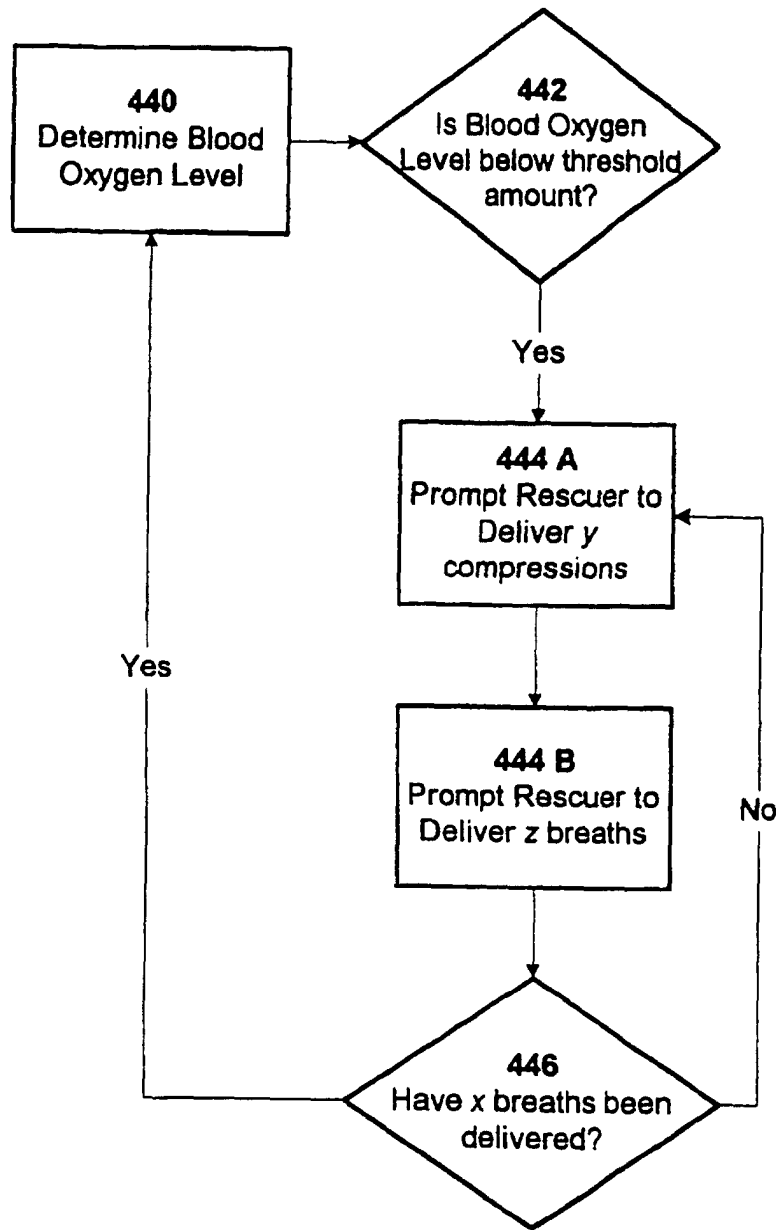 440
Determine Blood
Oxygen Level
442
Is Blood Oxygen
Level below threshold
amount?
Yes
444 A
Prompt Rescuer to
Deliver y
compressions
Yes
444 B
Prompt Rescuer to
Deliver z breaths
No
446
Have x breaths been
delivered?